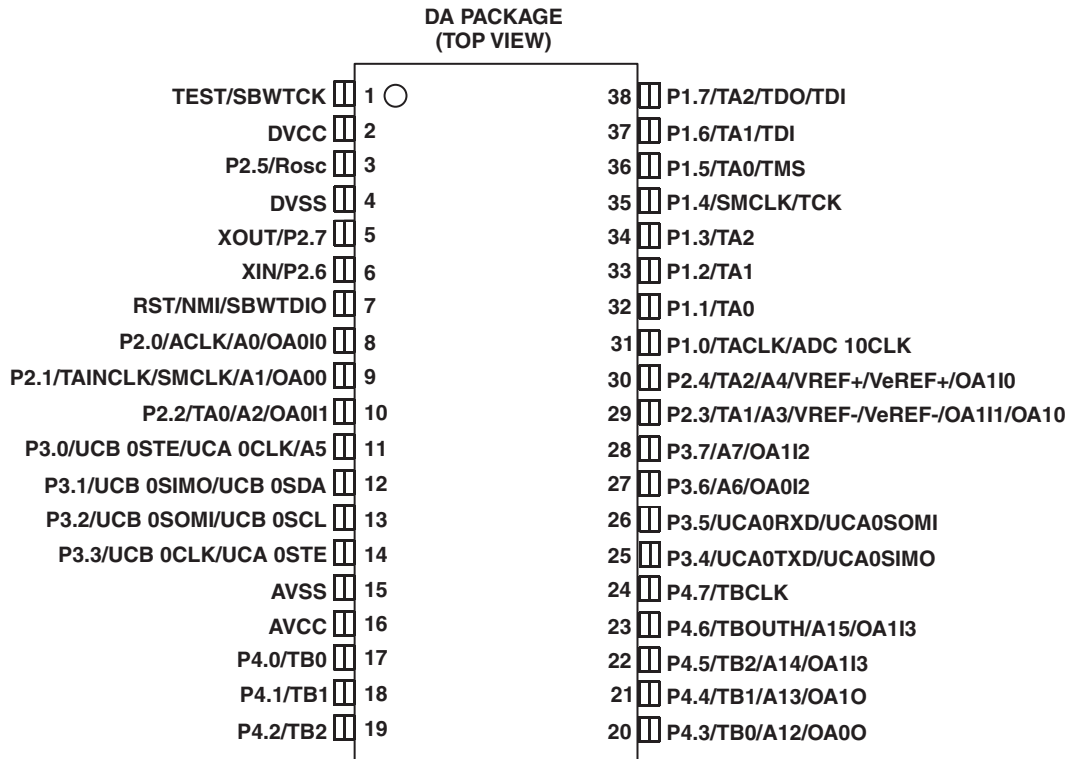 DA PACKAGE
(TOP VIEW)
TEST/SBWTCK 1 38 P1.7/TA2/TDO/TDI
DVCC 2 37 P1.6/TA1/TDI
P2.5/Rosc 3 36 P1.5/TA0/TMS
DVSS 4 35 P1.4/SMCLK/TCK
XOUT/P2.7 5 34 P1.3/TA2
XIN/P2.6 6 33 P1.2/TA1
RST/NMI/SBWTDIO 7 32 P1.1/TA0
P2.0/ACLK/A0/OA0I0 8 31 P1.0/TACLK/ADC 10CLK
P2.1/TAINCLK/SMCLK/A1/OA00 9 30 P2.4/TA2/A4/VREF+/VeREF+/OA1I0
P2.2/TA0/A2/OA0I1 10 29 P2.3/TA1/A3/VREF-/VeREF-/OA1I1/OA10
P3.0/UCB 0STE/UCA 0CLK/A5 11 28 P3.7/A7/OA1I2
P3.1/UCB 0SIMO/UCB 0SDA 12 27 P3.6/A6/OA0I2
P3.2/UCB 0SOMI/UCB 0SCL 13 26 P3.5/UCA0RXD/UCA0SOMI
P3.3/UCB 0CLK/UCA 0STE 14 25 P3.4/UCA0TXD/UCA0SIMO
AVSS 15 24 P4.7/TBCLK
AVCC 16 23 P4.6/TBOUTH/A15/OA1I3
P4.0/TB0 17 22 P4.5/TB2/A14/OA1I3
P4.1/TB1 18 21 P4.4/TB1/A13/OA1O
P4.2/TB2 19 20 P4.3/TB0/A12/OA0O